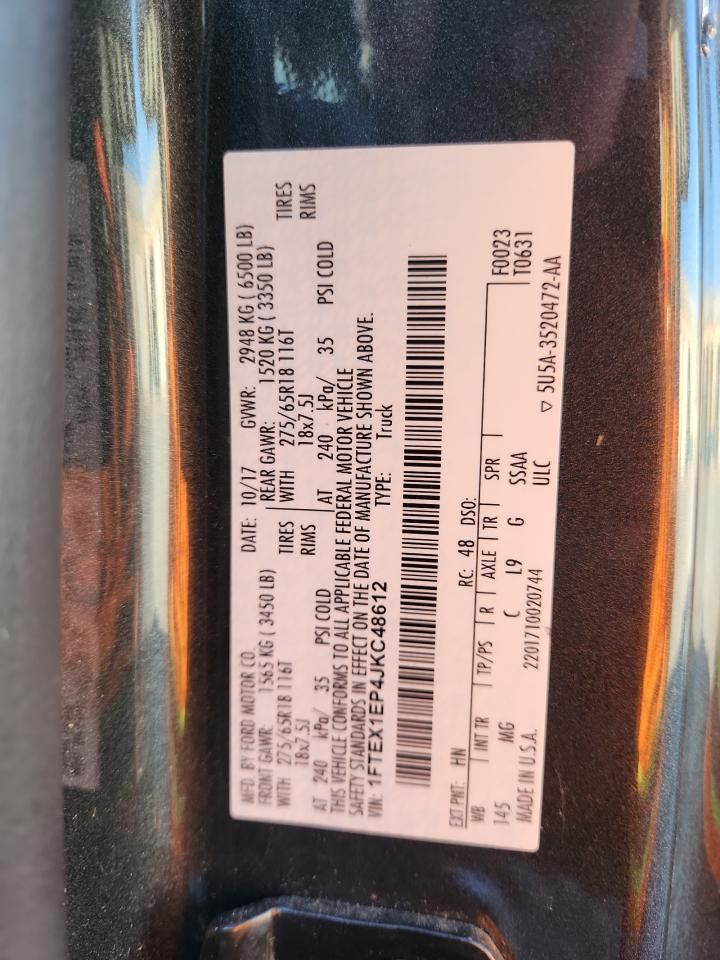 MFD. BY FORD MOTOR CO. DATE: 10/17 GVWR: 2948 KG ( 6500 LB)
FRONT GAWR: 1565 KG ( 3450 LB) REAR GAWR: 1520 KG ( 3350 LB)
WITH 275/65R18 116T TIRES WITH 275/65R18 116T TIRES
18x7.5J RIMS 18x7.5J RIMS
AT 240 kPa/ 35 PSI COLD AT 240 kPa/ 35 PSI COLD
THIS VEHICLE CONFORMS TO ALL APPLICABLE FEDERAL MOTOR VEHICLE
SAFETY STANDARDS IN EFFECT ON THE DATE OF MANUFACTURE SHOWN ABOVE.
VIN: 1FTEX1EP4JKC48612 TYPE: Truck
EXT PNT: HN RC: 48 DSO: F0023
WB INT TR TP/PS R AXLE TR SPR T0631
145 MG C L9 G SSAA
MADE IN U.S.A. 2201710020744 ULC ▽ 5U5A-3520472-AA